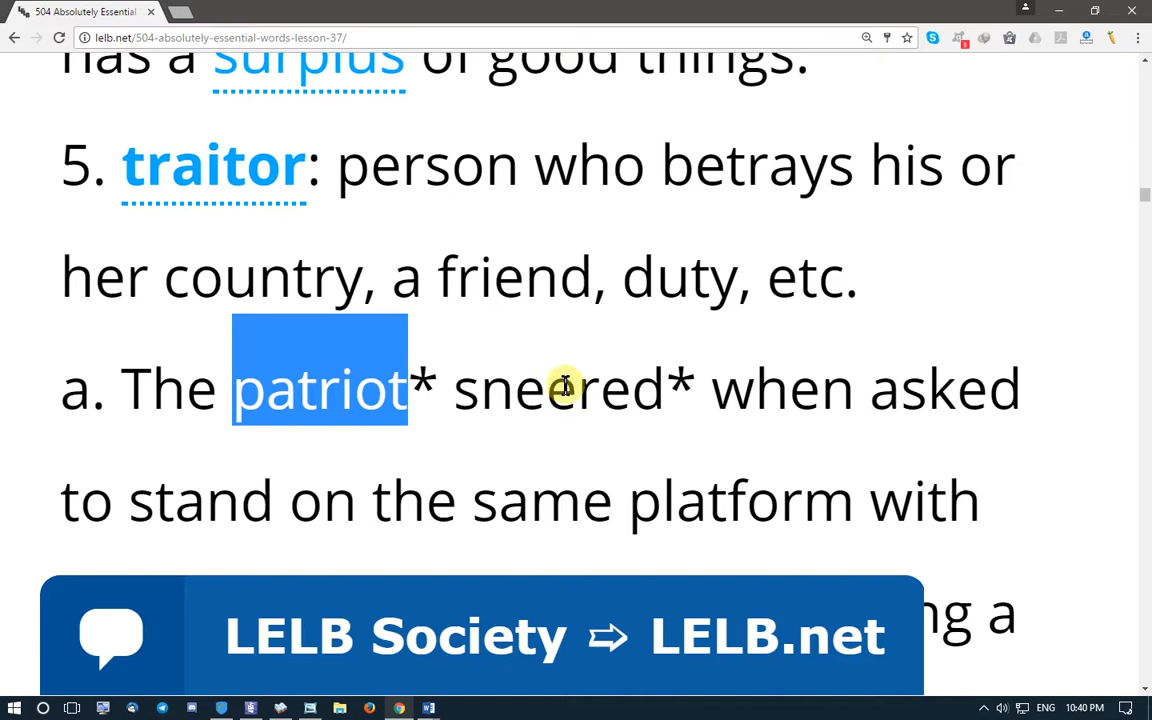 504 Absolutely Essential
lelb.net/504-absolutely-essential-words-lesson-37/
has a surplus of good things.
5. traitor: person who betrays his or
her country, a friend, duty, etc.
a. The patriot* sneered* when asked
to stand on the same platform with
ng a
LELB Society ⇨ LELB.net
ENG 10:40 PM